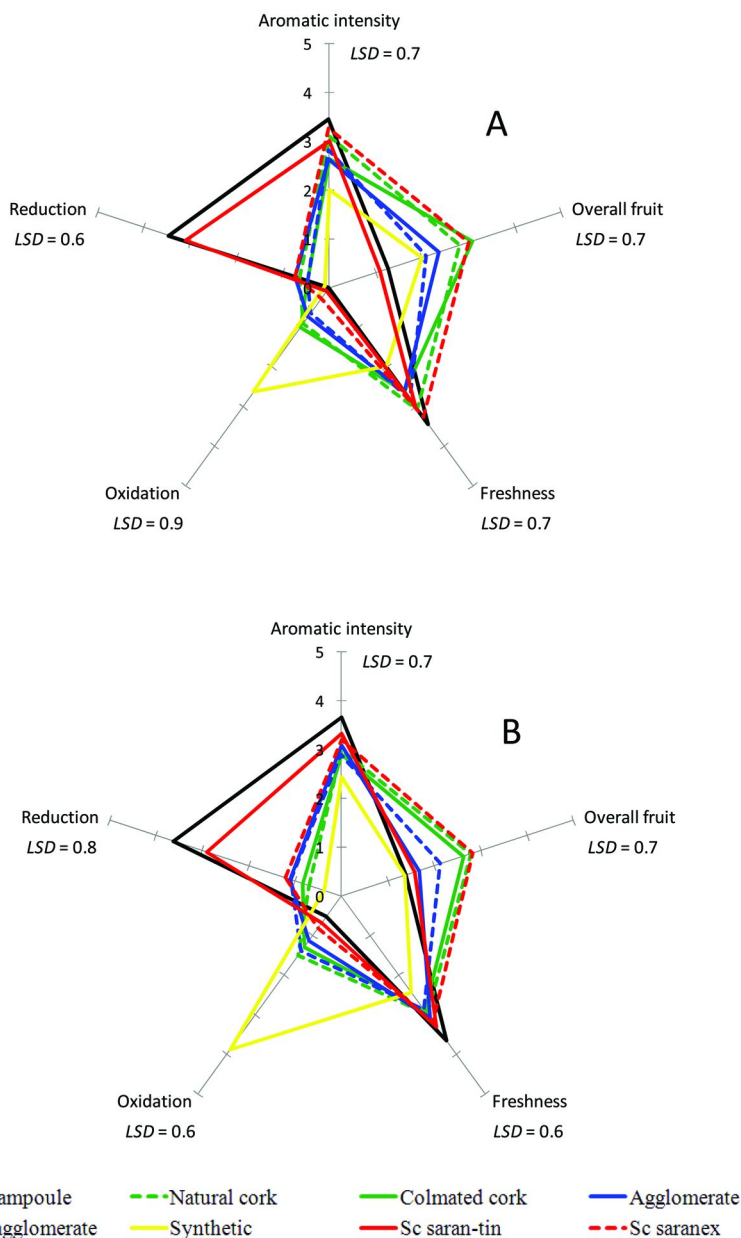 Aromatic intensity
LSD = 0.7
5
4
3
2
1
0
A
Reduction
LSD = 0.6
Overall fruit
LSD = 0.7
Oxidation
LSD = 0.9
Freshness
LSD = 0.7
Aromatic intensity
LSD = 0.7
5
4
3
2
1
0
B
Reduction
LSD = 0.8
Overall fruit
LSD = 0.7
Oxidation
LSD = 0.6
Freshness
LSD = 0.6
ampoule Natural cork Colmated cork Agglomerate
agglomerate Synthetic Sc saran-tin Sc saranex